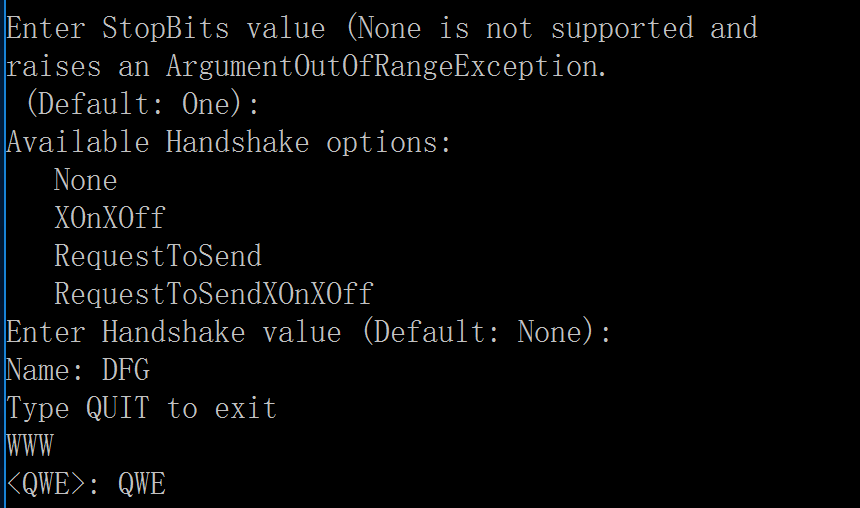 Enter StopBits value (None is not supported and
raises an ArgumentOutOfRangeException.
 (Default: One):
Available Handshake options:
   None
   XOnXOff
   RequestToSend
   RequestToSendXOnXOff
Enter Handshake value (Default: None):
Name: DFG
Type QUIT to exit
WWW
<QWE>: QWE